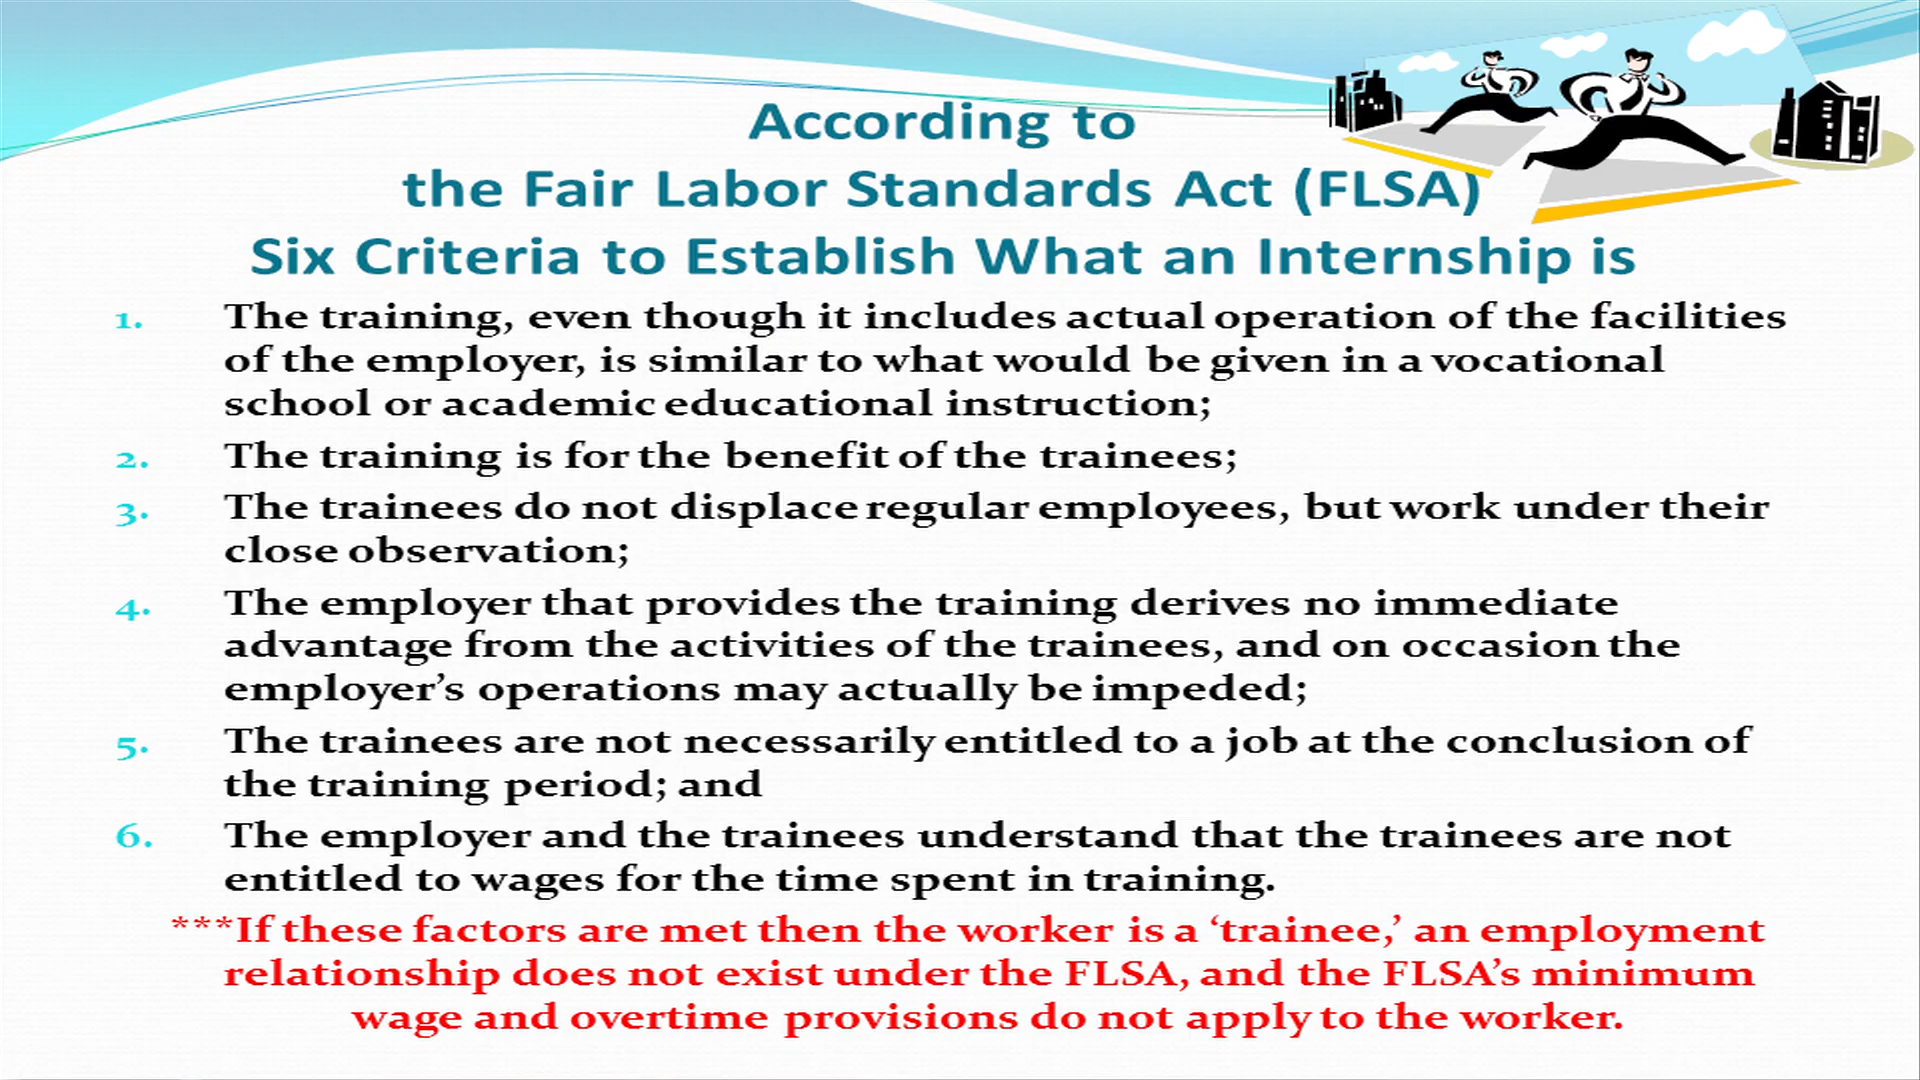 According to
the Fair Labor Standards Act (FLSA)
Six Criteria to Establish What an Internship is
1. The training, even though it includes actual operation of the facilities
of the employer, is similar to what would be given in a vocational
school or academic educational instruction;
2. The training is for the benefit of the trainees;
3. The trainees do not displace regular employees, but work under their
close observation;
4. The employer that provides the training derives no immediate
advantage from the activities of the trainees, and on occasion the
employer’s operations may actually be impeded;
5. The trainees are not necessarily entitled to a job at the conclusion of
the training period; and
6. The employer and the trainees understand that the trainees are not
entitled to wages for the time spent in training.
***If these factors are met then the worker is a ‘trainee,’ an employment
relationship does not exist under the FLSA, and the FLSA’s minimum
wage and overtime provisions do not apply to the worker.